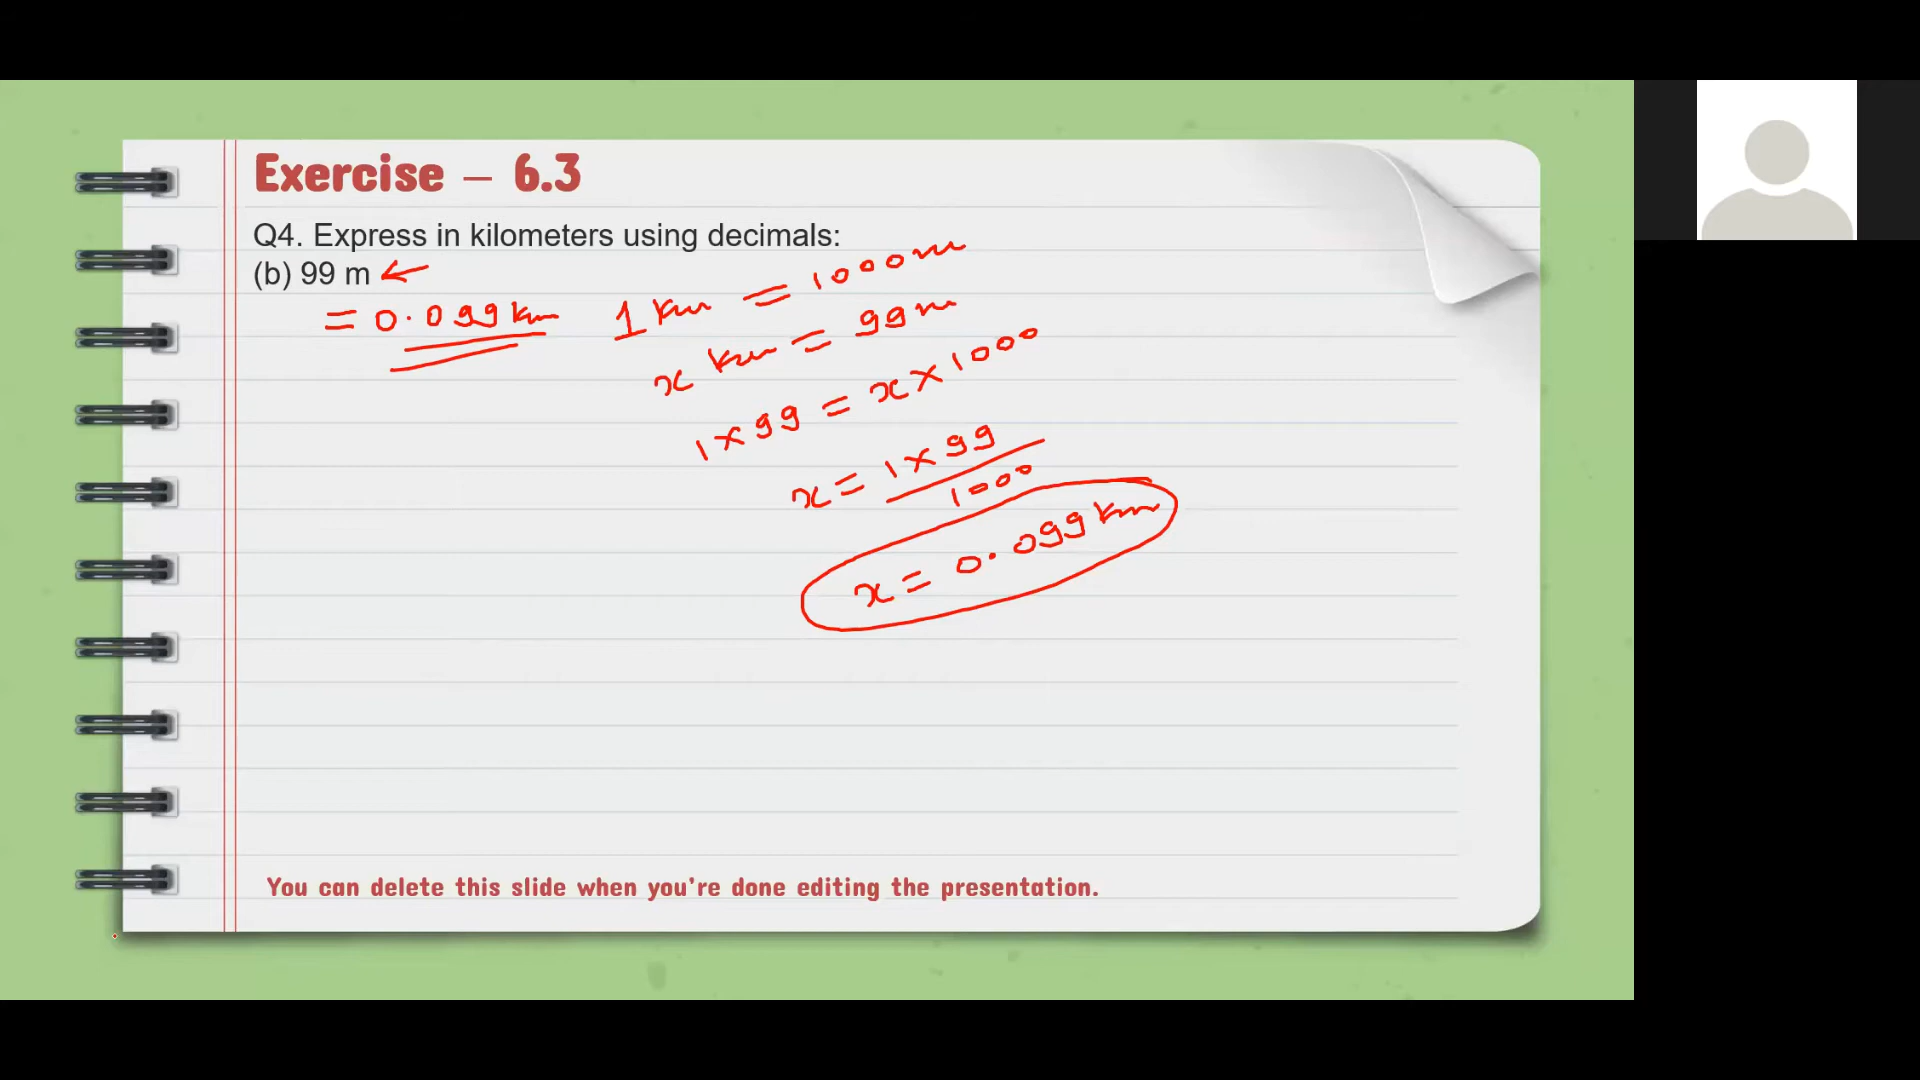 Exercise – 6.3
Q4. Express in kilometers using decimals:
(b) 99 m ←
= 0.099 km
1 km = 1000 m
x km = 99 m
1 × 99 = x × 1000
x = 1 × 99
1000
x = 0.099 km
You can delete this slide when you're done editing the presentation.